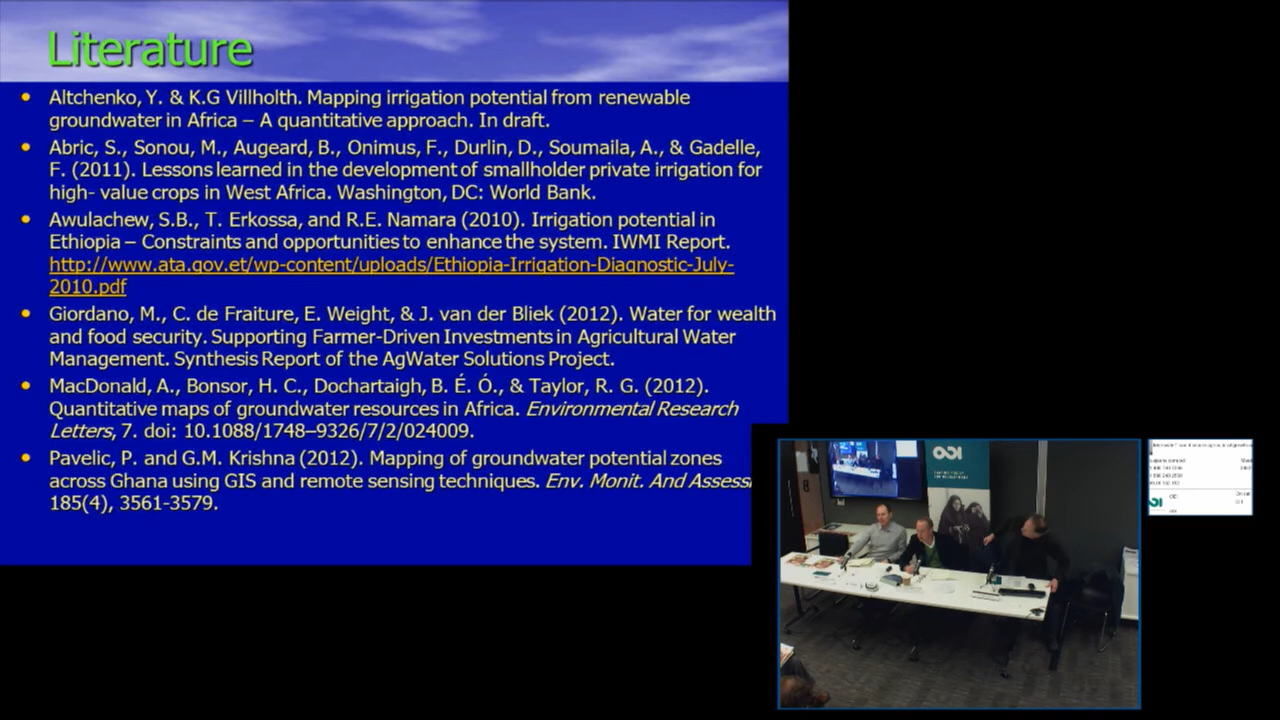 Literature
• Altchenko, Y. & K.G Villholth. Mapping irrigation potential from renewable
groundwater in Africa – A quantitative approach. In draft.
• Abric, S., Sonou, M., Augeard, B., Onimus, F., Durlin, D., Soumaila, A., & Gadelle,
F. (2011). Lessons learned in the development of smallholder private irrigation for
high- value crops in West Africa. Washington, DC: World Bank.
• Awulachew, S.B., T. Erkossa, and R.E. Namara (2010). Irrigation potential in
Ethiopia – Constraints and opportunities to enhance the system. IWMI Report.
http://www.ata.gov.et/wp-content/uploads/Ethiopia-Irrigation-Diagnostic-July-
2010.pdf
• Giordano, M., C. de Fraiture, E. Weight, & J. van der Bliek (2012). Water for wealth
and food security. Supporting Farmer-Driven Investments in Agricultural Water
Management. Synthesis Report of the AgWater Solutions Project.
• MacDonald, A., Bonsor, H. C., Dochartaigh, B. É. Ó., & Taylor, R. G. (2012).
Quantitative maps of groundwater resources in Africa. Environmental Research
Letters, 7. doi: 10.1088/1748–9326/7/2/024009.
• Pavelic, P. and G.M. Krishna (2012). Mapping of groundwater potential zones
across Ghana using GIS and remote sensing techniques. Env. Monit. And Assess
185(4), 3561-3579.
ODI